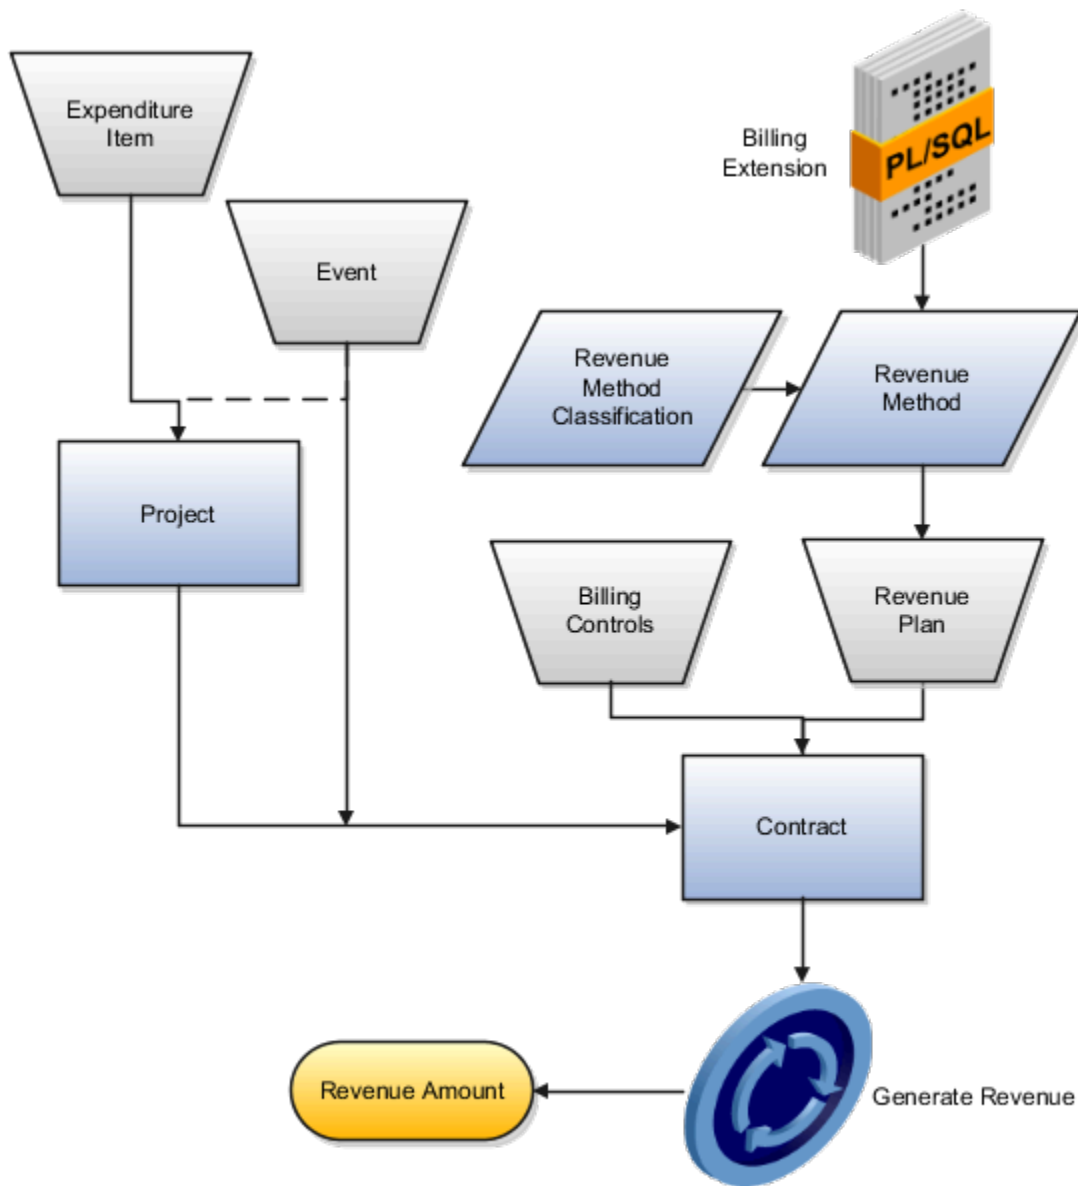 Expenditure
Item
Billing
Extension
PL/SQL
Event
Revenue
Method
Classification
Revenue
Method
Project
Billing
Controls
Revenue
Plan
Contract
Revenue Amount
Generate Revenue